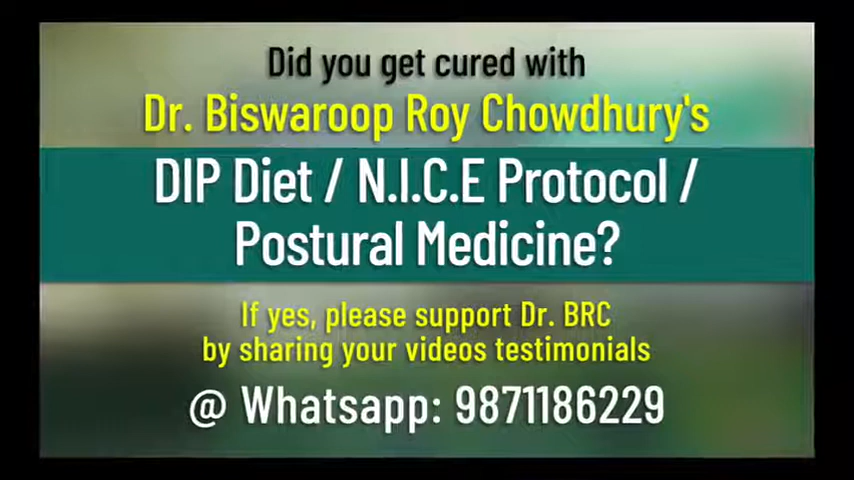 Did you get cured with
Dr. Biswaroop Roy Chowdhury's
DIP Diet / N.I.C.E Protocol /
Postural Medicine?
If yes, please support Dr. BRC
by sharing your videos testimonials
@ Whatsapp: 9871186229